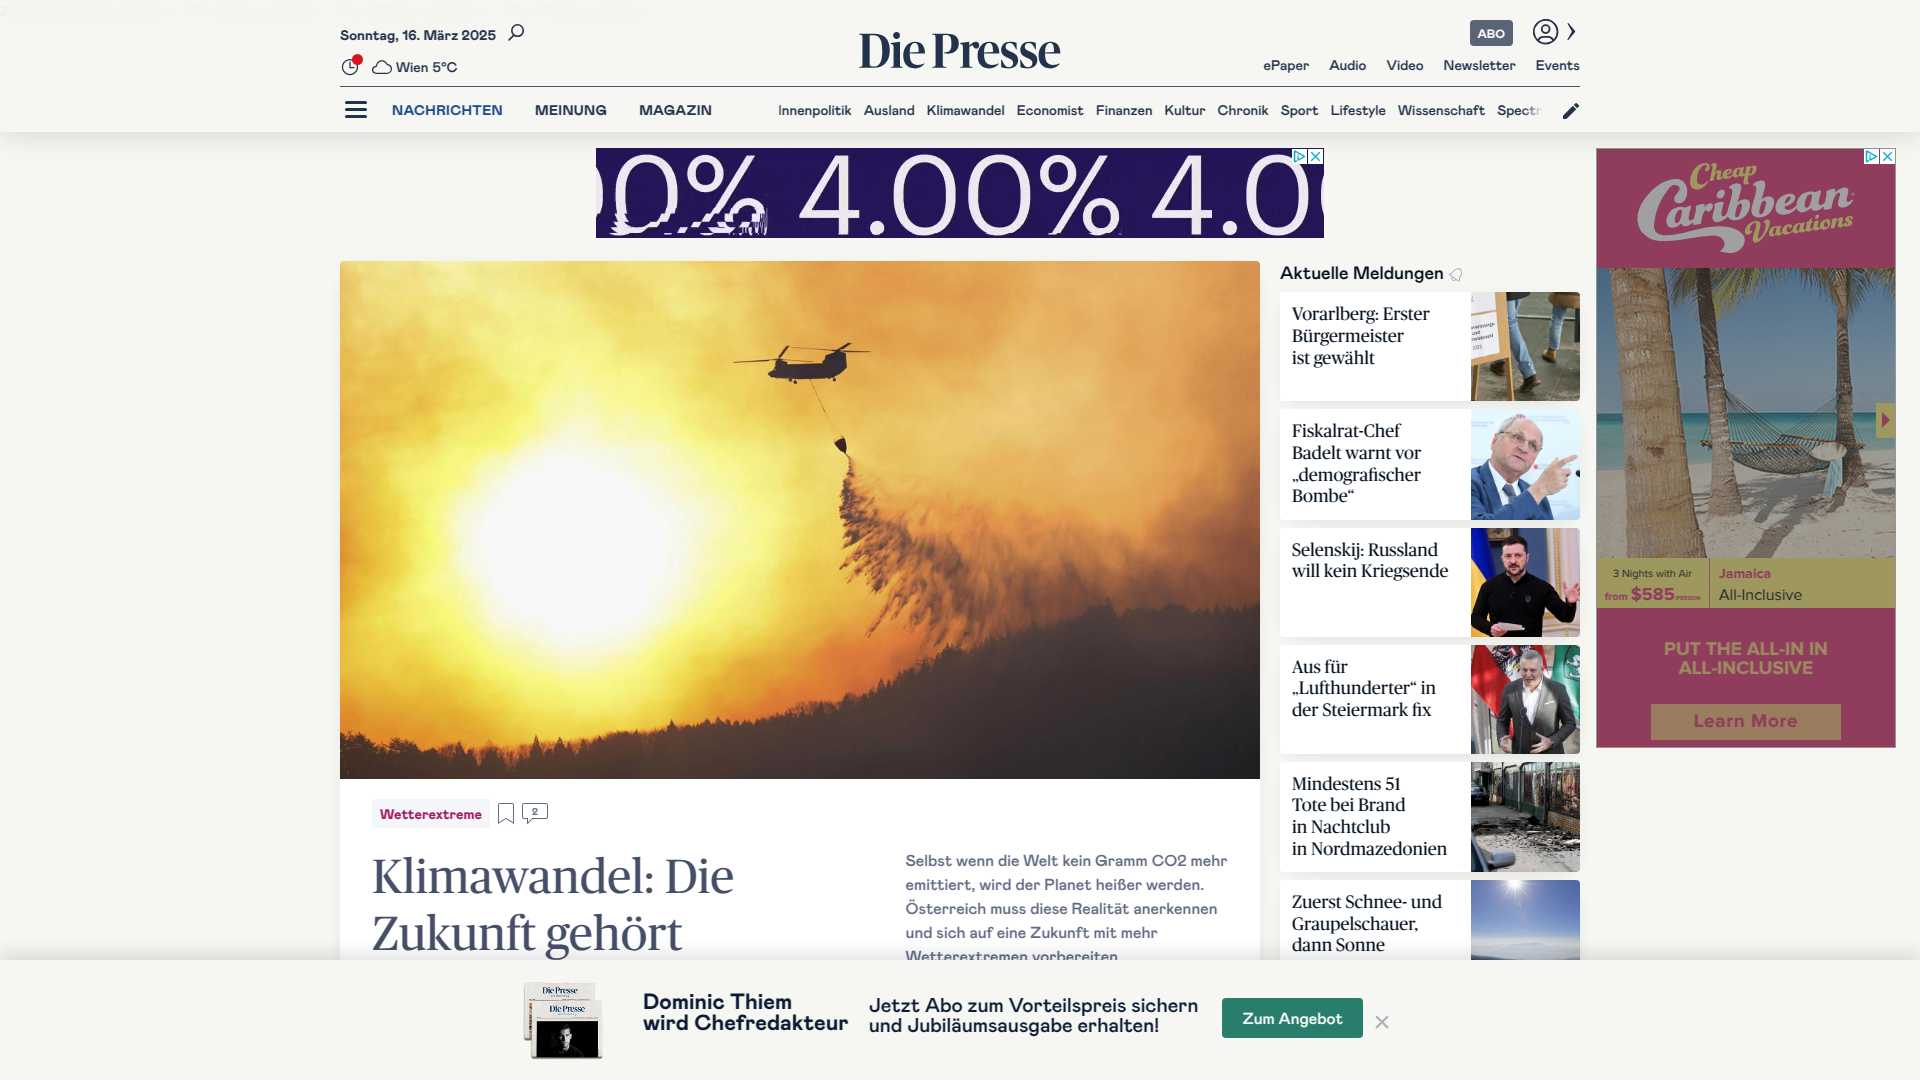 Sonntag, 16. März 2025
Wien 5°C
Die Presse
ABO
ePaper Audio Video Newsletter Events
NACHRICHTEN MEINUNG MAGAZIN
Innenpolitik Ausland Klimawandel Economist Finanzen Kultur Chronik Sport Lifestyle Wissenschaft Spectr
00% 4.00% 4.00
Wetterextreme
2
Klimawandel: Die
Zukunft gehört
Selbst wenn die Welt kein Gramm CO2 mehr
emittiert, wird der Planet heißer werden.
Österreich muss diese Realität anerkennen
und sich auf eine Zukunft mit mehr
Wetterextremen vorbereiten.
Aktuelle Meldungen
Vorarlberg: Erster
Bürgermeister
ist gewählt
Fiskalrat-Chef
Badelt warnt vor
„demografischer
Bombe“
Selenskij: Russland
will kein Kriegsende
Aus für
„Lufthunderter“ in
der Steiermark fix
Mindestens 51
Tote bei Brand
in Nachtclub
in Nordmazedonien
Zuerst Schnee- und
Graupelschauer,
dann Sonne
Cheap
Caribbean
Vacations
3 Nights with Air
from $585 /PERSON
Jamaica
All-Inclusive
PUT THE ALL-IN IN
ALL-INCLUSIVE
Learn More
Die Presse
Die Presse
Dominic Thiem
wird Chefredakteur
Jetzt Abo zum Vorteilspreis sichern
und Jubiläumsausgabe erhalten!
Zum Angebot